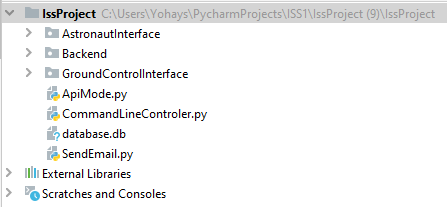 IssProject C:\Users\Yohays\PycharmProjects\ISS1\IssProject (9)\IssProject
AstronautInterface
Backend
GroundControlInterface
ApiMode.py
CommandLineControler.py
database.db
SendEmail.py
External Libraries
Scratches and Consoles